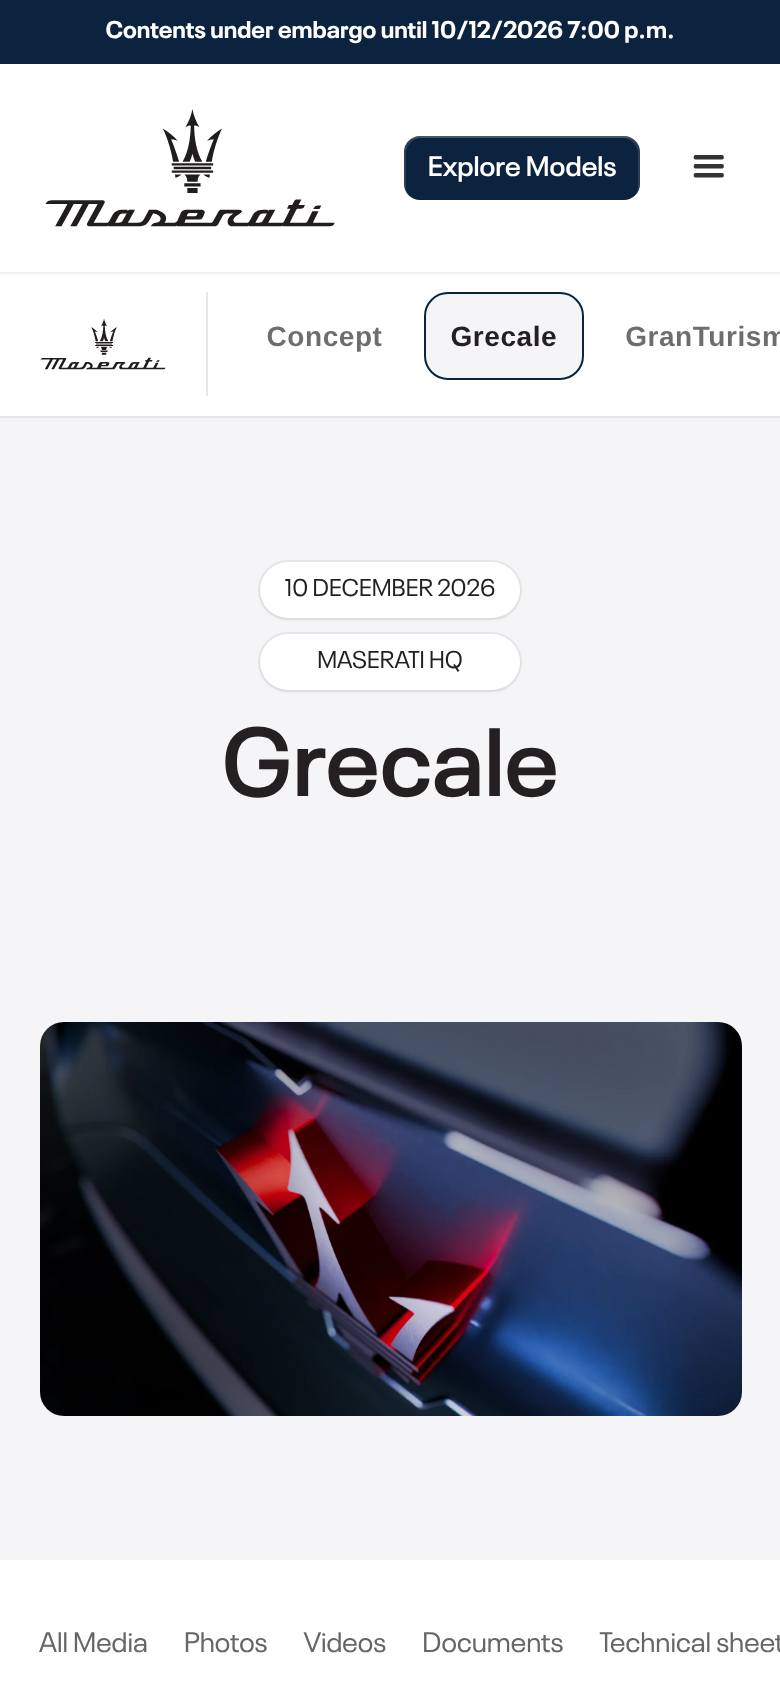 Contents under embargo until 10/12/2026 7:00 p.m.
Maserati
Explore Models
Maserati
Concept
Grecale
GranTurism
10 DECEMBER 2026
MASERATI HQ
Grecale
All Media
Photos
Videos
Documents
Technical sheet